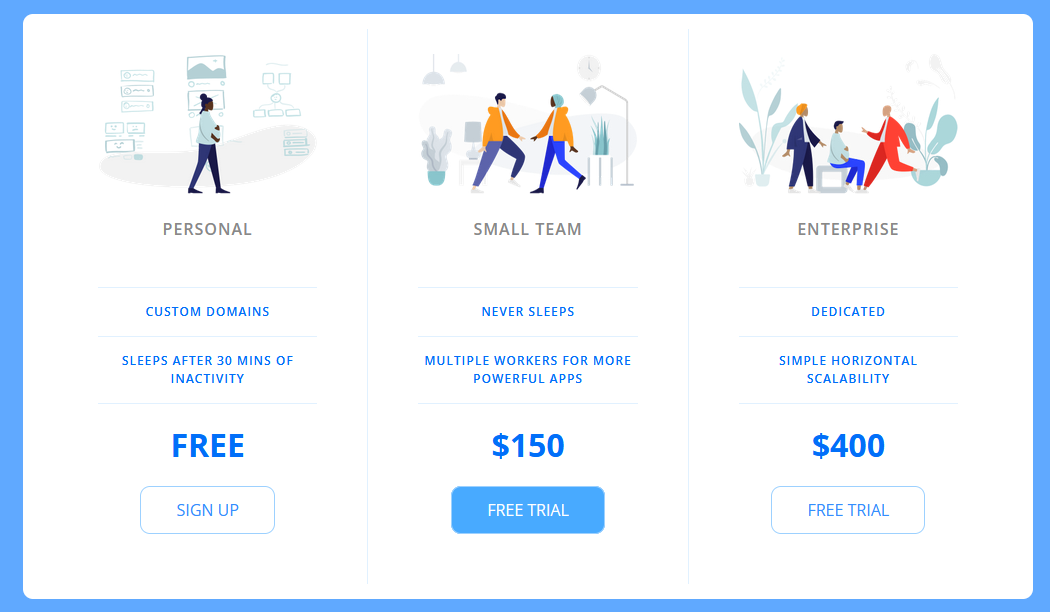 PERSONAL
CUSTOM DOMAINS
SLEEPS AFTER 30 MINS OF
INACTIVITY
FREE
SIGN UP
SMALL TEAM
NEVER SLEEPS
MULTIPLE WORKERS FOR MORE
POWERFUL APPS
$150
FREE TRIAL
ENTERPRISE
DEDICATED
SIMPLE HORIZONTAL
SCALABILITY
$400
FREE TRIAL